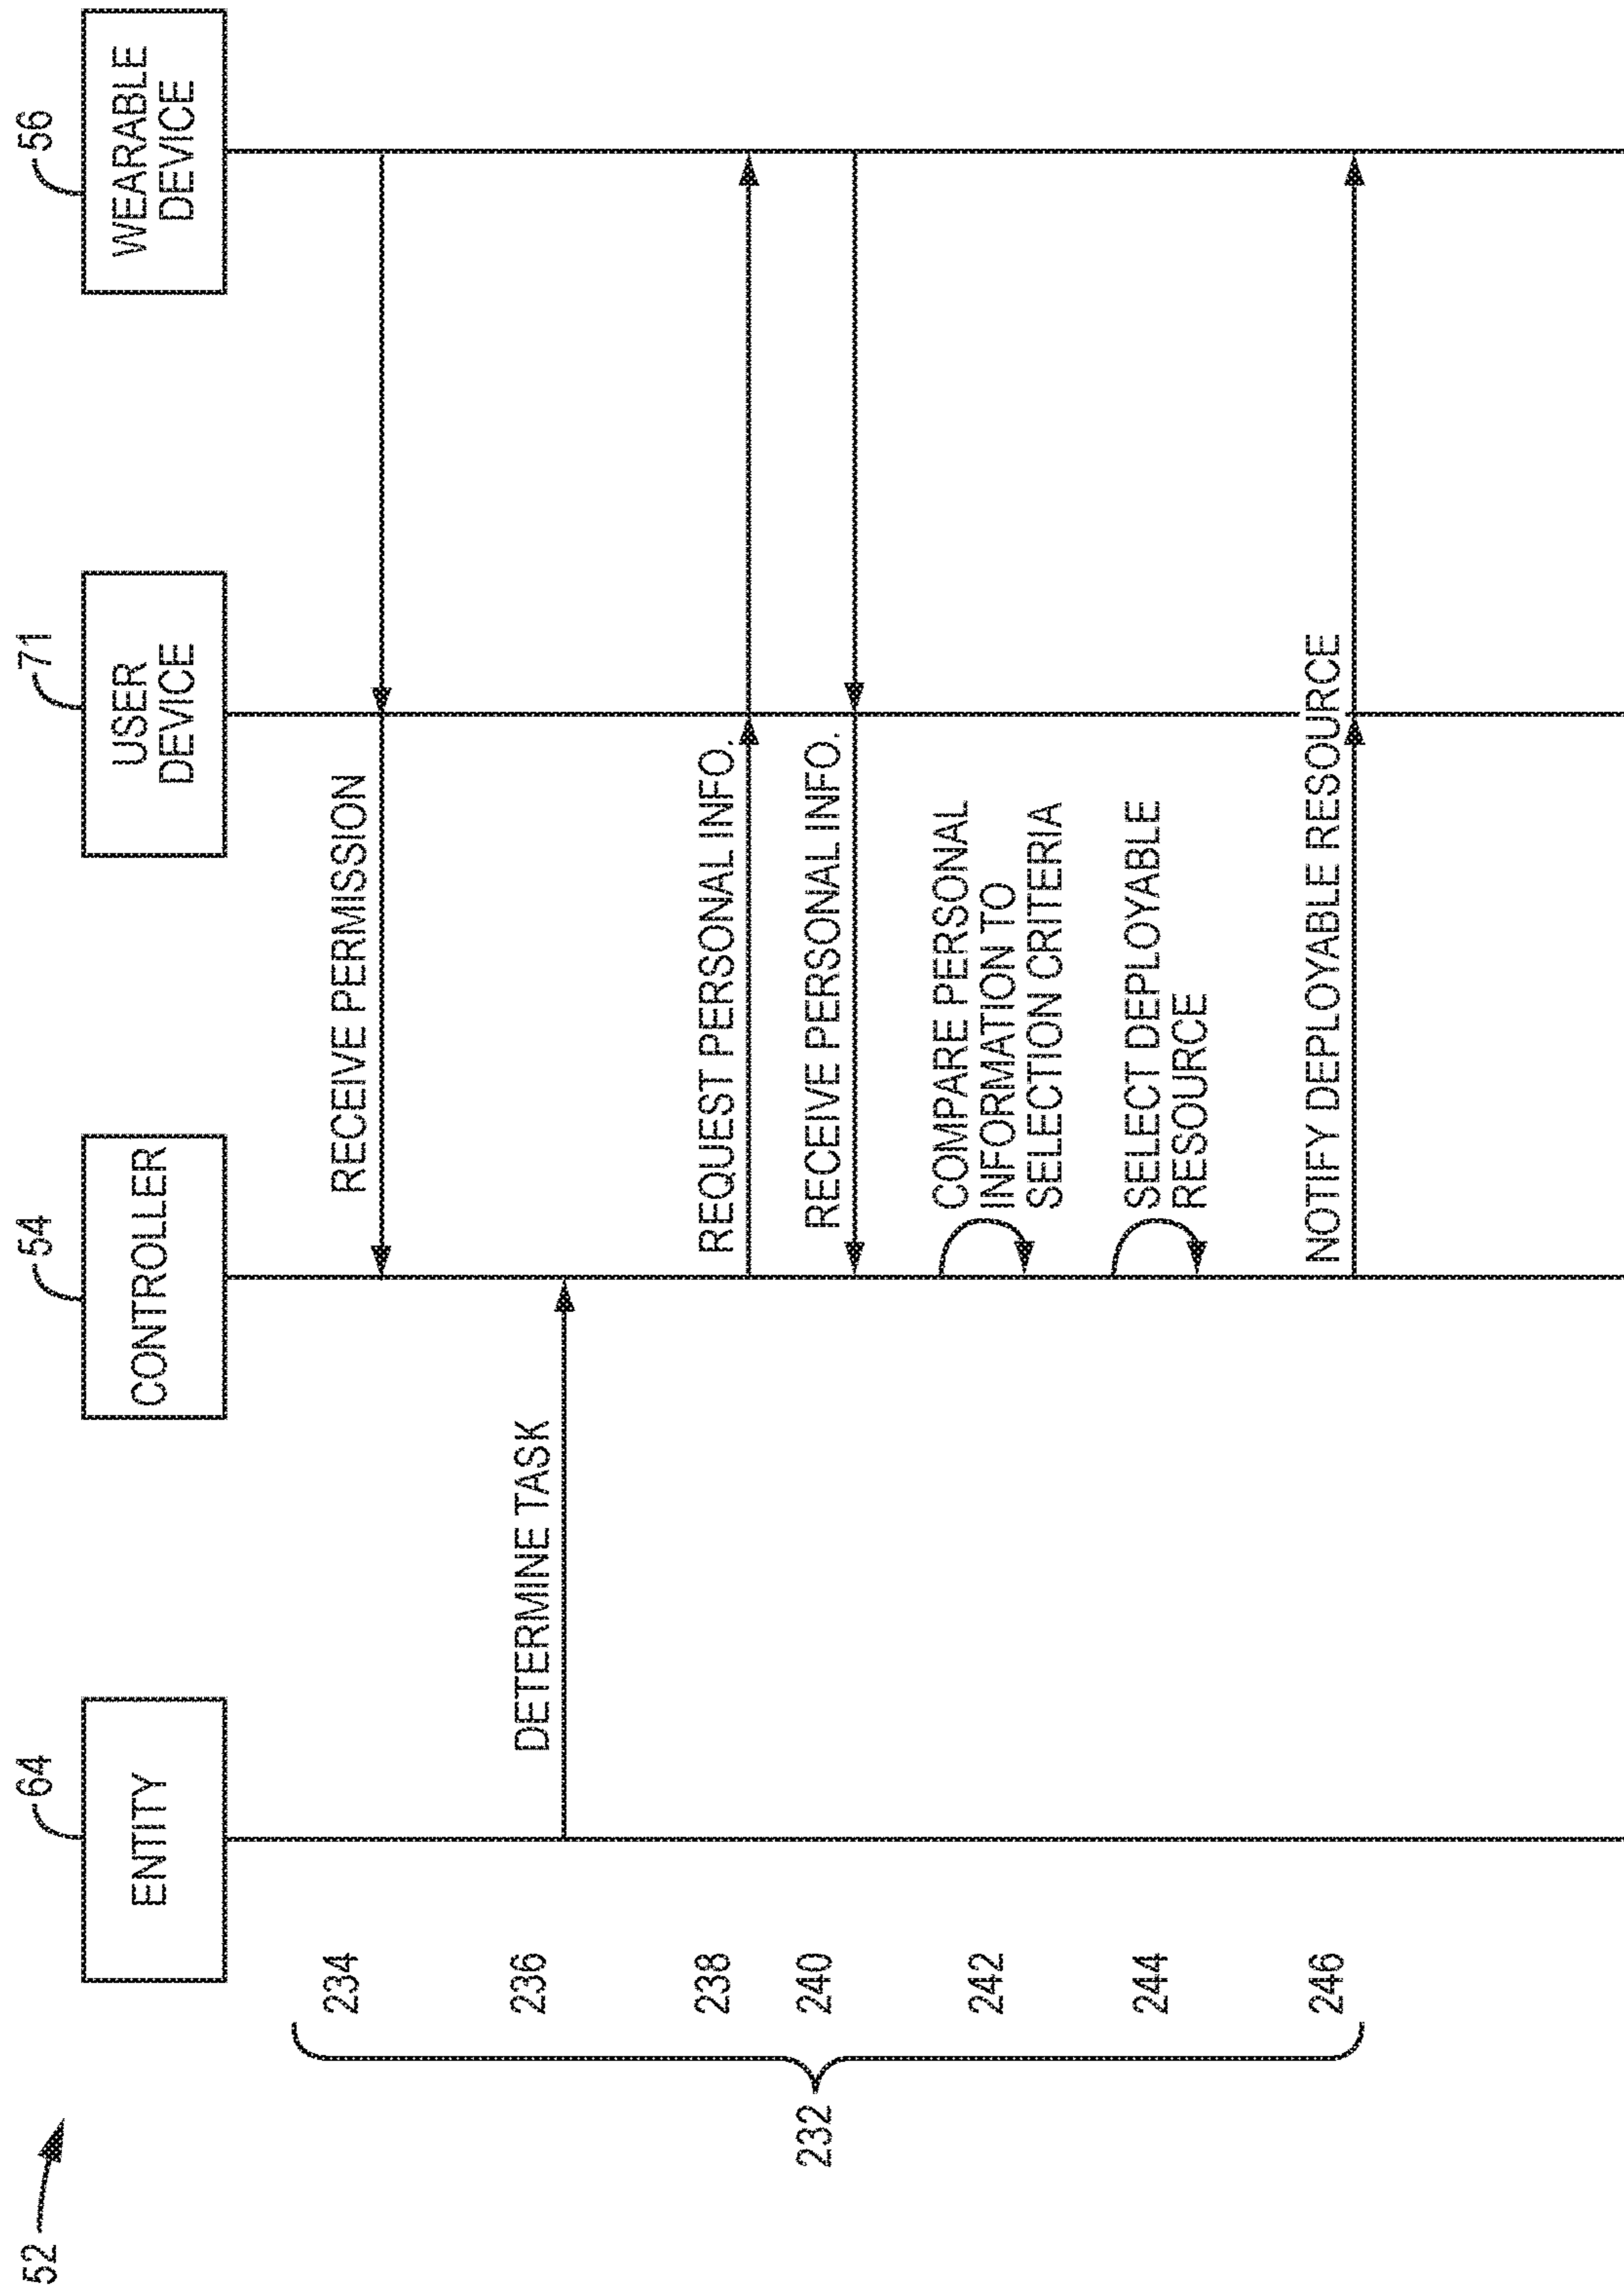 52
64
54
71
56
ENTITY
CONTROLLER
USER
DEVICE
WEARABLE
DEVICE
232
234
RECEIVE PERMISSION
236
DETERMINE TASK
238
REQUEST PERSONAL INFO.
240
RECEIVE PERSONAL INFO.
242
COMPARE PERSONAL
INFORMATION TO
SELECTION CRITERIA
244
SELECT DEPLOYABLE
RESOURCE
246
NOTIFY DEPLOYABLE RESOURCE